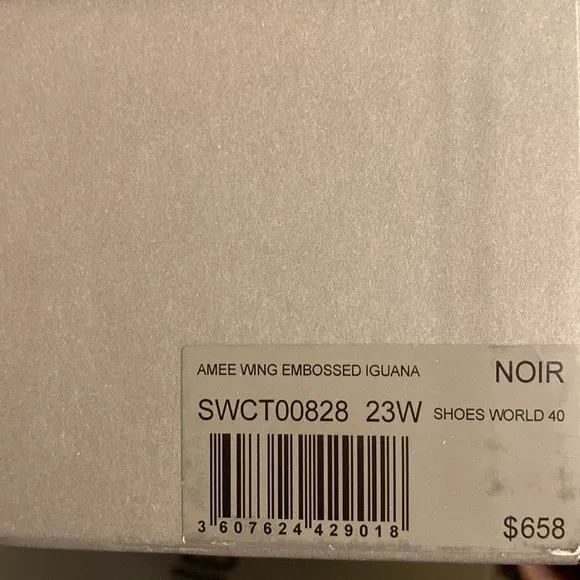 AMEE WING EMBOSSED IGUANA NOIR
SWCT00828 23W SHOES WORLD 40
3 607624 429018
$658